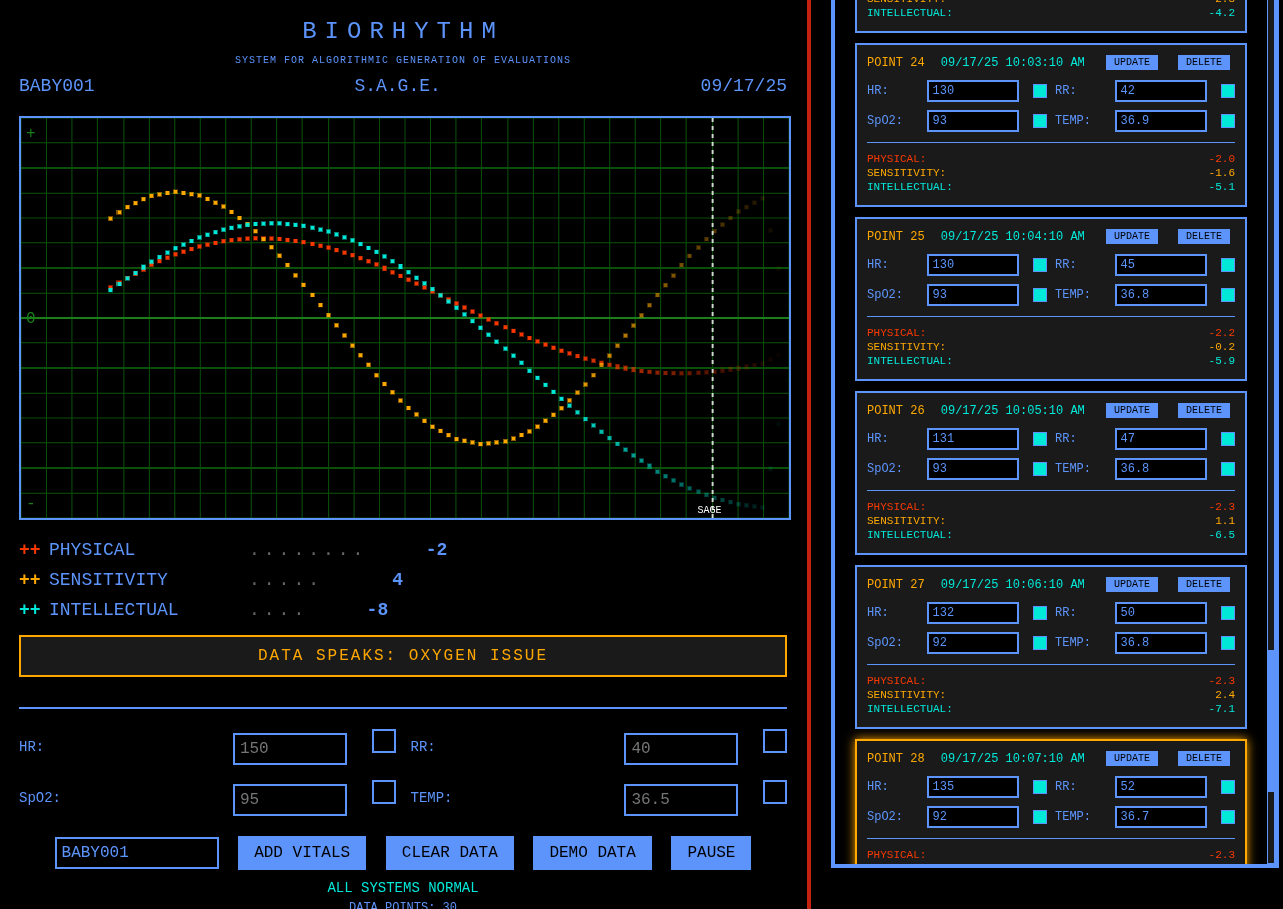 BIORHYTHM
SYSTEM FOR ALGORITHMIC GENERATION OF EVALUATIONS
BABY001 S.A.G.E. 09/17/25
+
0
-
SAGE
++ PHYSICAL ........ -2
++ SENSITIVITY ..... 4
++ INTELLECTUAL .... -8
DATA SPEAKS: OXYGEN ISSUE
HR: 150 RR: 40
SpO2: 95 TEMP: 36.5
BABY001 ADD VITALS CLEAR DATA DEMO DATA PAUSE
ALL SYSTEMS NORMAL
DATA POINTS: 30
INTELLECTUAL: -4.2
POINT 24 09/17/25 10:03:10 AM UPDATE DELETE
HR: 130 RR: 42
SpO2: 93 TEMP: 36.9
PHYSICAL: -2.0
SENSITIVITY: -1.6
INTELLECTUAL: -5.1
POINT 25 09/17/25 10:04:10 AM UPDATE DELETE
HR: 130 RR: 45
SpO2: 93 TEMP: 36.8
PHYSICAL: -2.2
SENSITIVITY: -0.2
INTELLECTUAL: -5.9
POINT 26 09/17/25 10:05:10 AM UPDATE DELETE
HR: 131 RR: 47
SpO2: 93 TEMP: 36.8
PHYSICAL: -2.3
SENSITIVITY: 1.1
INTELLECTUAL: -6.5
POINT 27 09/17/25 10:06:10 AM UPDATE DELETE
HR: 132 RR: 50
SpO2: 92 TEMP: 36.8
PHYSICAL: -2.3
SENSITIVITY: 2.4
INTELLECTUAL: -7.1
POINT 28 09/17/25 10:07:10 AM UPDATE DELETE
HR: 135 RR: 52
SpO2: 92 TEMP: 36.7
PHYSICAL: -2.3